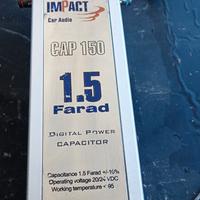 IMPACT
Car Audio
CAP 150
1.5
Farad
DIGITAL POWER
CAPACITOR
Capacitance 1.5 Farad +/-10%
Operating voltage 20/24 VDC
Working temperature < 95